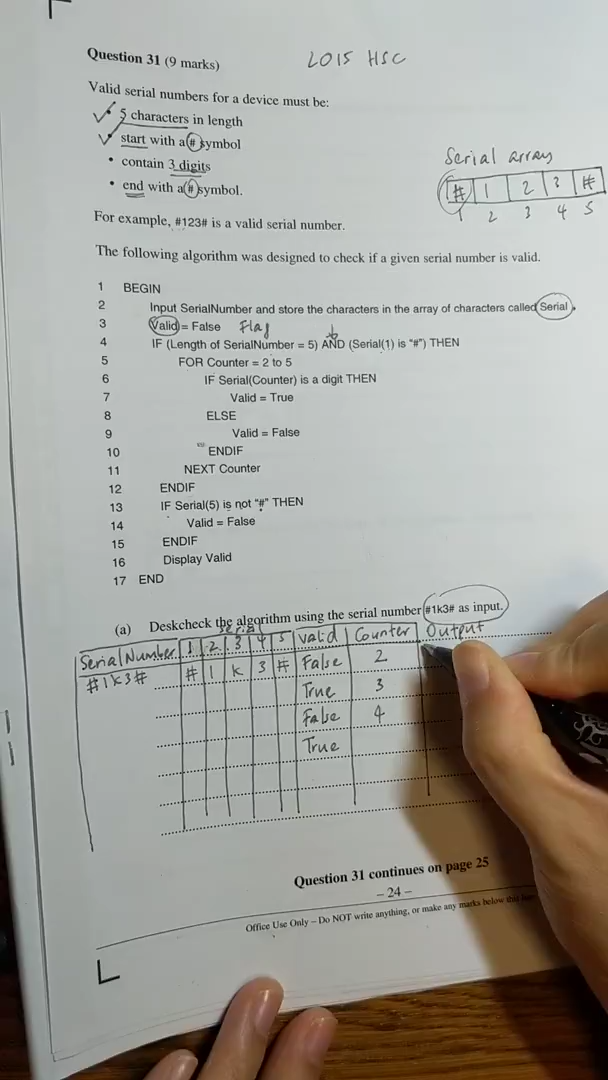 Question 31 (9 marks)
2015 HSC
Valid serial numbers for a device must be:
• 5 characters in length
• start with a # symbol
• contain 3 digits
• end with a # symbol.
Serial array
# 1 2 3 #
1 2 3 4 5
For example, #123# is a valid serial number.
The following algorithm was designed to check if a given serial number is valid.
1 BEGIN
2 Input SerialNumber and store the characters in the array of characters called Serial.
3 Valid = False Flag
4 IF (Length of SerialNumber = 5) AND (Serial(1) is "#") THEN
5 FOR Counter = 2 to 5
6 IF Serial(Counter) is a digit THEN
7 Valid = True
8 ELSE
9 Valid = False
10 ENDIF
11 NEXT Counter
12 ENDIF
13 IF Serial(5) is not "#" THEN
14 Valid = False
15 ENDIF
16 Display Valid
17 END
(a) Deskcheck the algorithm using the serial number #1k3# as input.
Serial
SerialNumber 1 2 3 4 5 Valid Counter Output
#1k3# # 1 k 3 # False 2
True 3
False 4
True
Question 31 continues on page 25
– 24 –
Office Use Only – Do NOT write anything, or make any marks below this